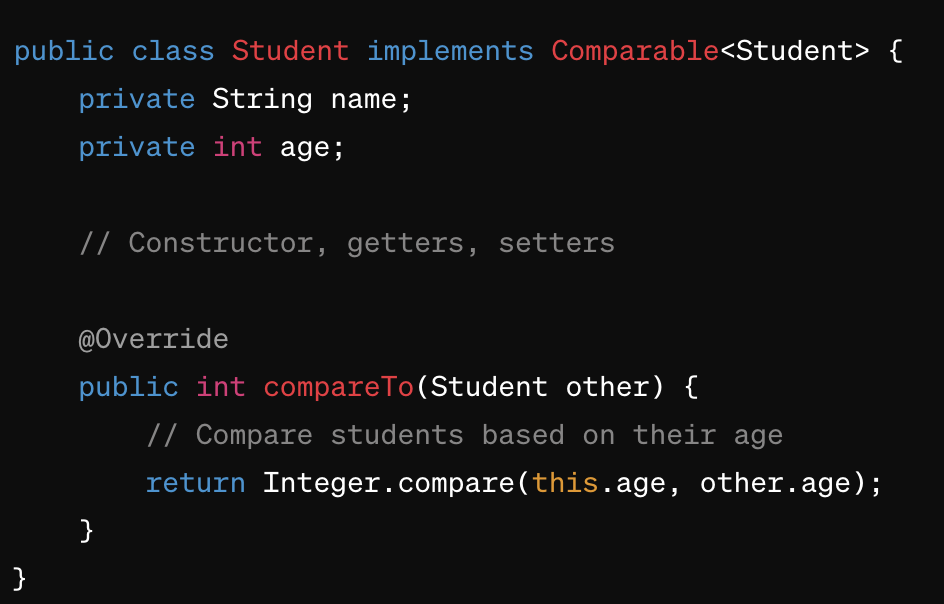 public class Student implements Comparable<Student> {
    private String name;
    private int age;

    // Constructor, getters, setters

    @Override
    public int compareTo(Student other) {
        // Compare students based on their age
        return Integer.compare(this.age, other.age);
    }
}